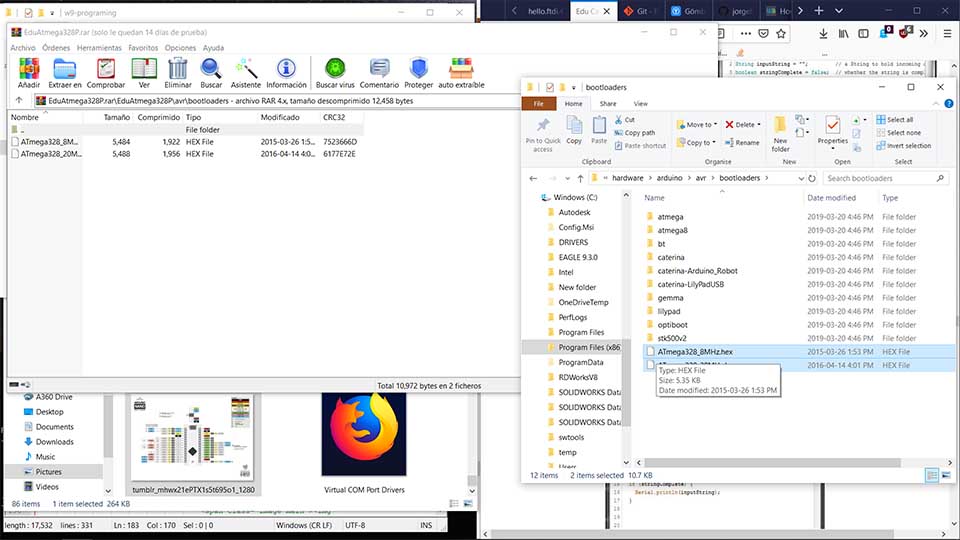 w9-programing
EduAtmega328P.rar (solo le quedan 14 días de prueba)
Archivo Órdenes Herramientas Favoritos Opciones Ayuda
Añadir Extraer en Comprobar Ver Eliminar Buscar Asistente Información Buscar virus Comentario Proteger auto extraíble
EduAtmega328P.rar\EduAtmega328P\avr\bootloaders - archivo RAR 4.x, tamaño descomprimido 12,458 bytes
Nombre Tamaño Comprimido Tipo Modificado CRC32
.. File folder
ATmega328_8M... 5,484 1,922 HEX File 2015-03-26 1:5... 7523666D
ATmega328_20M... 5,488 1,956 HEX File 2016-04-14 4:0... 6177E72E
Total 10,972 bytes en 2 ficheros
A360 Drive
Desktop
Documents
Downloads
Music
Pictures
Videos
tumblr_mhwx21ePTX1s5t695o1_1280
Virtual COM Port Drivers
86 items 1 item selected 264 KB
length : 17,532 lines : 331 Ln : 183 Col : 170 Sel : 0 | 0 Windows (CR LF) UTF-8 INS
hello.ftdi. Edu Ce Git - F Gömb jorget Ho
String inputString = ""; // a String to hold incoming
boolean stringComplete = false; // whether the string is compl
bootloaders
File Home Share View
Pin to Quick access Copy Paste Cut Copy path Paste shortcut
Move to Copy to Delete Rename New folder Properties Select all Select none Invert selection
Clipboard Organise New Open Select
« hardware › arduino › avr › bootloaders › Search bootloaders
Windows (C:)
Autodesk
Config.Msi
DRIVERS
EAGLE 9.3.0
Intel
New folder
OneDriveTemp
PerfLogs
Program Files
Program Files (x86)
ProgramData
RDWorksV8
SOLIDWORKS Data
SOLIDWORKS Data
SOLIDWORKS Data
swtools
temp
Users
Name Date modified Type
atmega 2019-03-20 4:46 PM File folder
atmega8 2019-03-20 4:46 PM File folder
bt 2019-03-20 4:46 PM File folder
caterina 2019-03-20 4:46 PM File folder
caterina-Arduino_Robot 2019-03-20 4:46 PM File folder
caterina-LilyPadUSB 2019-03-20 4:46 PM File folder
gemma 2019-03-20 4:46 PM File folder
lilypad 2019-03-20 4:46 PM File folder
optiboot 2019-03-20 4:46 PM File folder
stk500v2 2019-03-20 4:46 PM File folder
ATmega328_8MHz.hex 2015-03-26 1:53 PM HEX File
2016-04-14 4:01 PM HEX File
Type: HEX File
Size: 5.35 KB
Date modified: 2015-03-26 1:53 PM
12 items 2 items selected 10.7 KB
if (stringComplete) {
Serial.println(inputString);
}